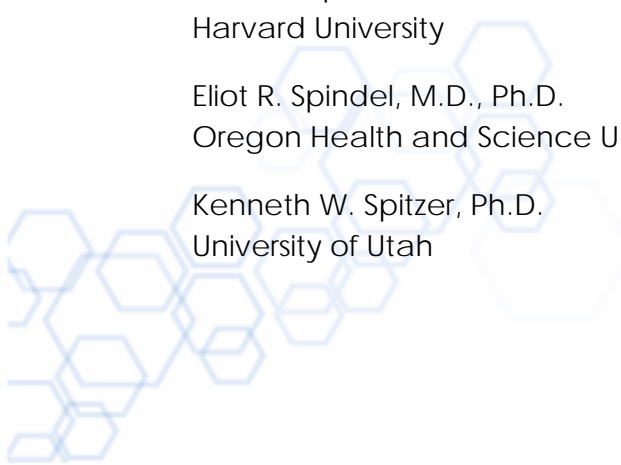 Harvard University
Eliot R. Spindel, M.D., Ph.D.
Oregon Health and Science U
Kenneth W. Spitzer, Ph.D.
University of Utah